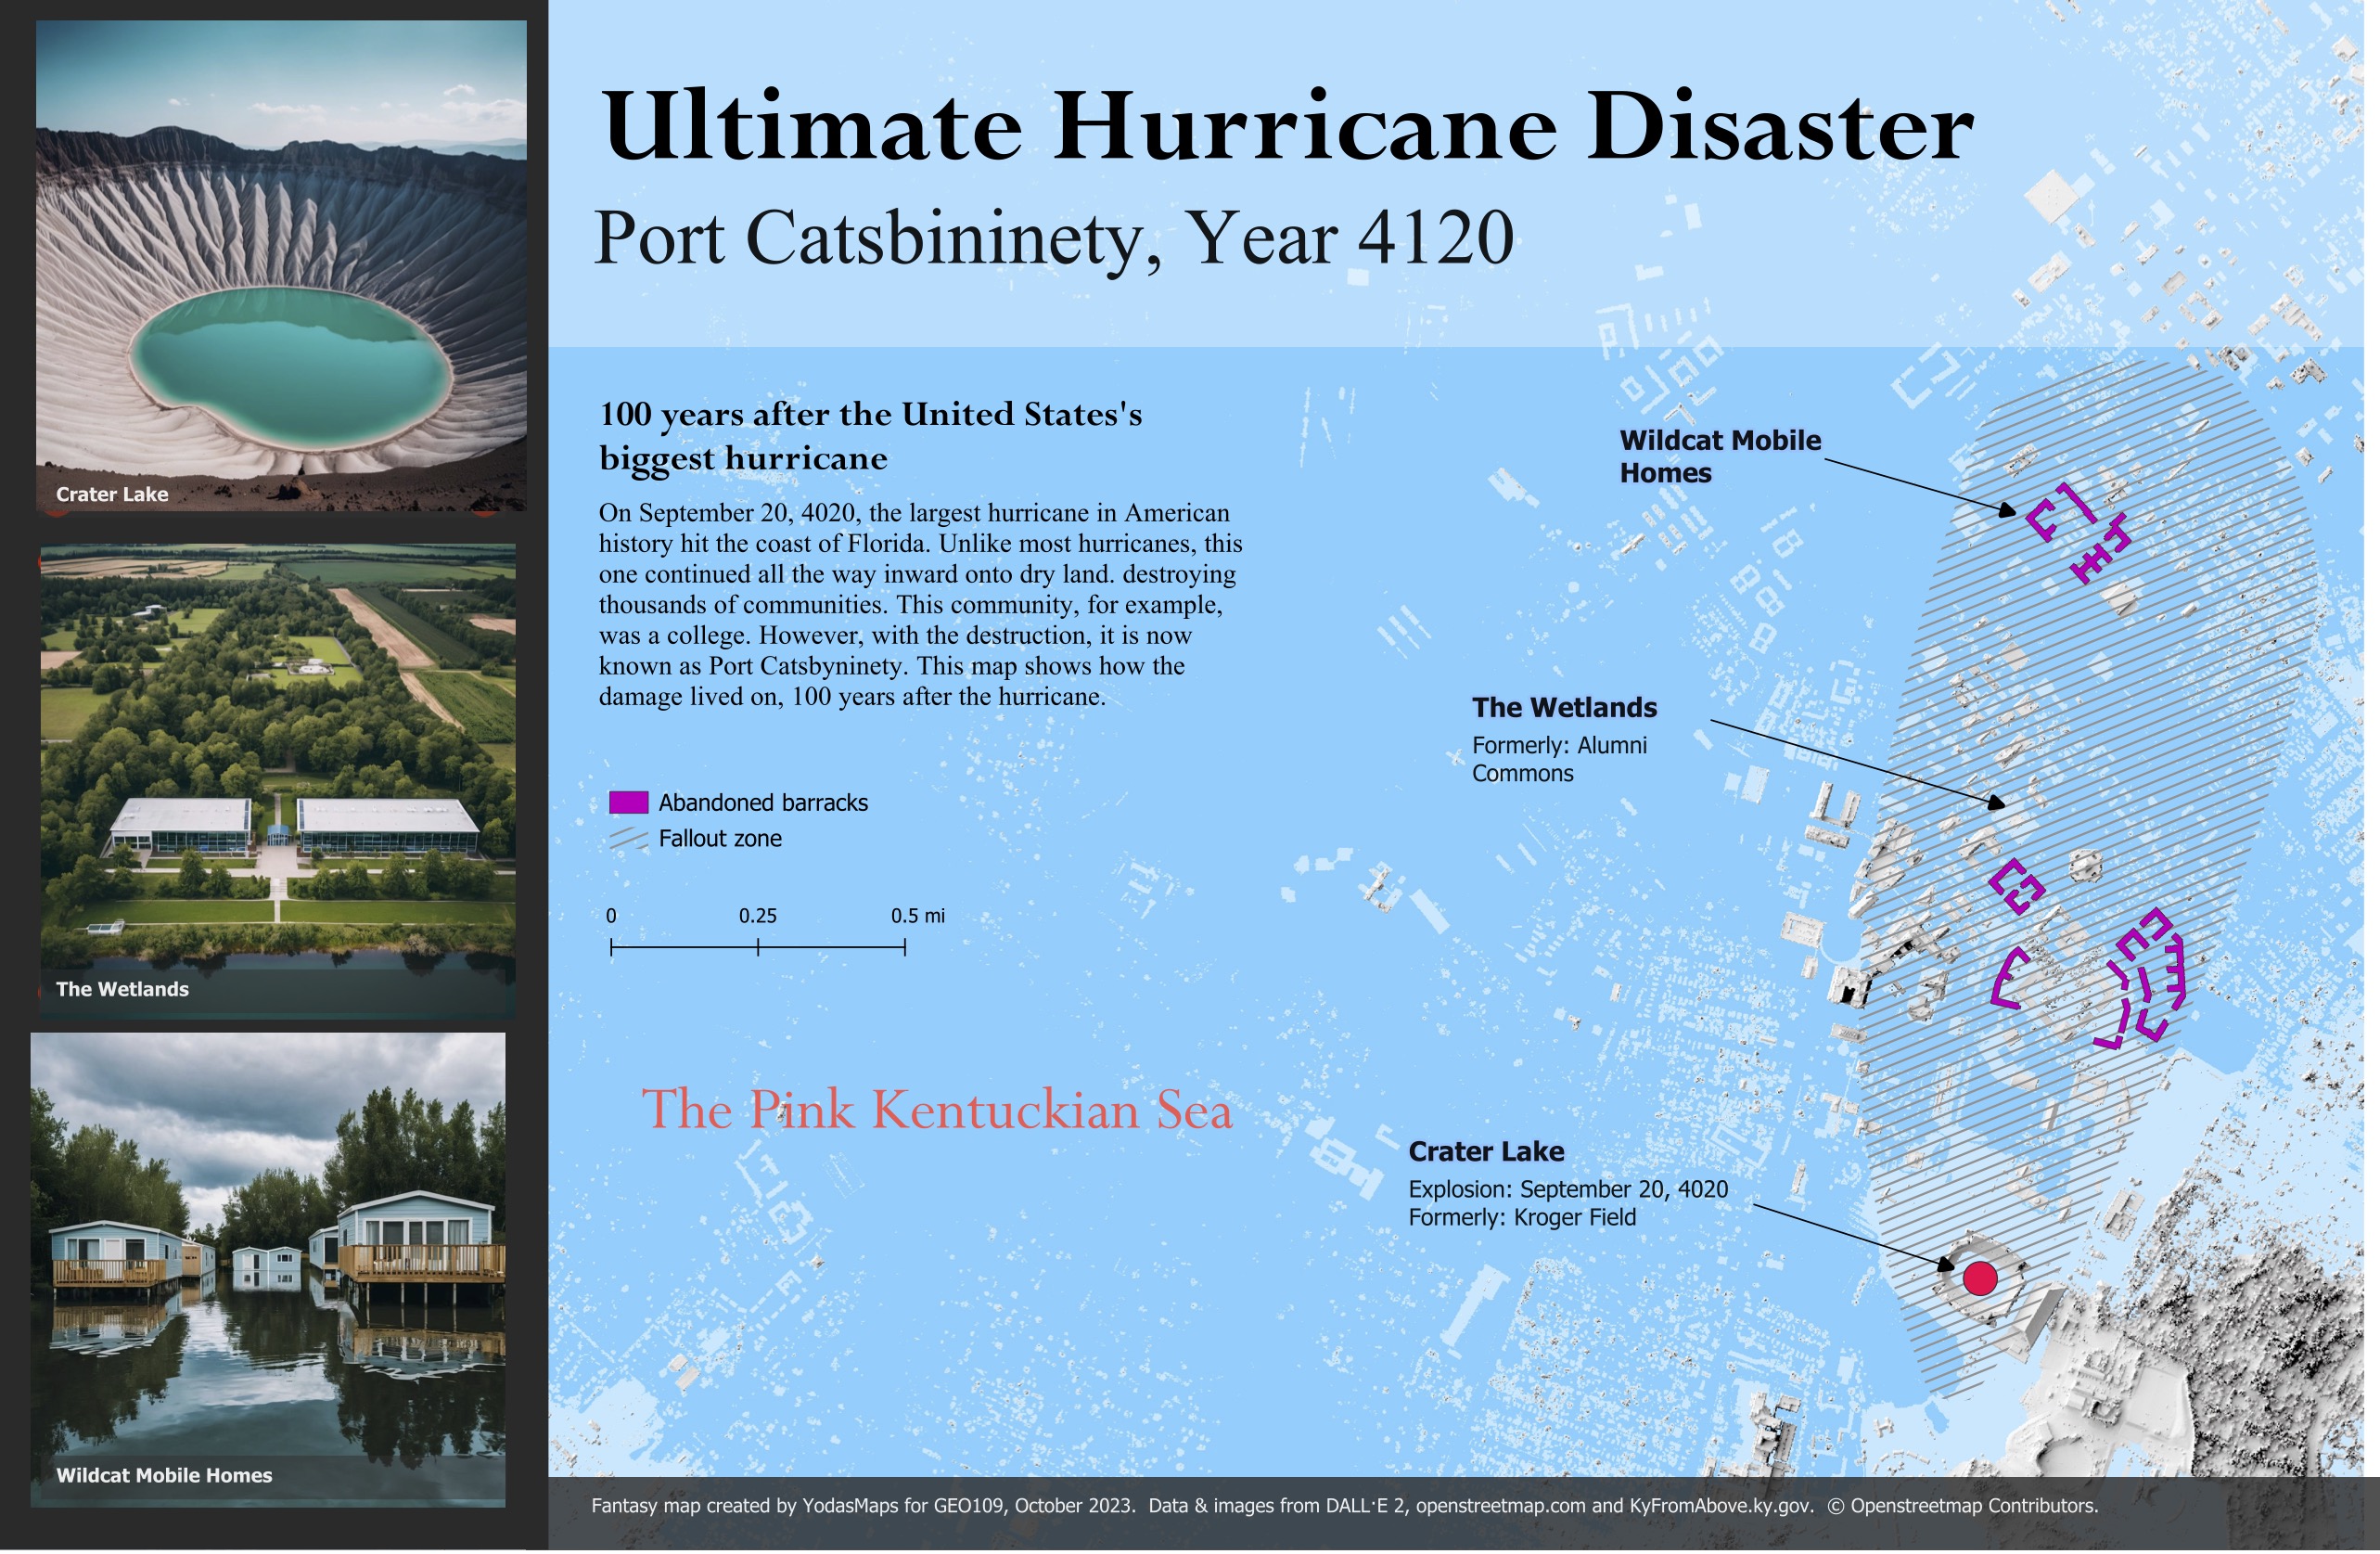 Ultimate Hurricane Disaster
Port Catsbininety, Year 4120
Crater Lake
The Wetlands
Wildcat Mobile Homes
100 years after the United States's
biggest hurricane
On September 20, 4020, the largest hurricane in American
history hit the coast of Florida. Unlike most hurricanes, this
one continued all the way inward onto dry land. destroying
thousands of communities. This community, for example,
was a college. However, with the destruction, it is now
known as Port Catsbyninety. This map shows how the
damage lived on, 100 years after the hurricane.
Abandoned barracks
Fallout zone
0 0.25 0.5 mi
The Pink Kentuckian Sea
Wildcat Mobile
Homes
The Wetlands
Formerly: Alumni
Commons
Crater Lake
Explosion: September 20, 4020
Formerly: Kroger Field
Fantasy map created by YodasMaps for GEO109, October 2023. Data & images from DALL·E 2, openstreetmap.com and KyFromAbove.ky.gov. © Openstreetmap Contributors.